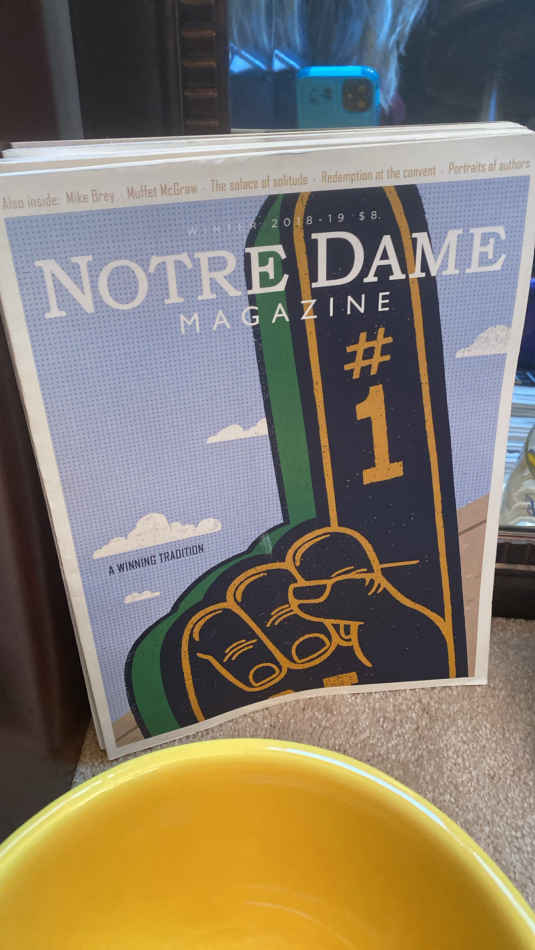 Also inside: Mike Brey · Muffet McGraw · The solace of solitude · Redemption at the convent · Portraits of authors
WINTER 2018-19 $8.
NOTRE DAME
MAGAZINE
#1
A WINNING TRADITION